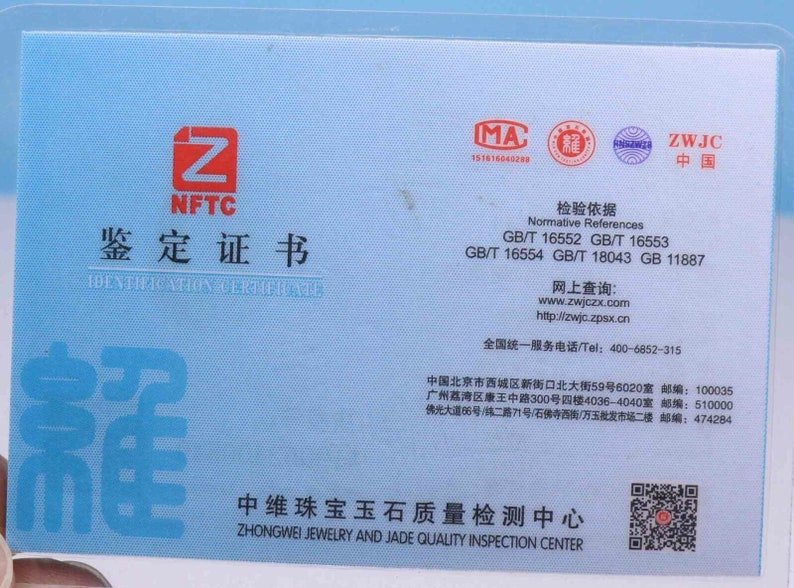 Z
NFTC
鉴定证书
IDENTIFICATION CERTIFICATE
MA
151616040288
ZWJC
中国
检验依据
Normative References
GB/T 16552 GB/T 16553
GB/T 16554 GB/T 18043 GB 11887
网上查询:
www.zwjczx.com
http://zwjc.zpsx.cn
全国统一服务电话/Tel: 400-6852-315
中国北京市西城区新街口北大街59号6020室 邮编: 100035
广州荔湾区康王中路300号四楼4036-4040室 邮编: 510000
佛光大道66号/纬二路71号/石佛寺西街/万玉批发市场二楼 邮编: 474284
維
中维珠宝玉石质量检测中心
ZHONGWEI JEWELRY AND JADE QUALITY INSPECTION CENTER